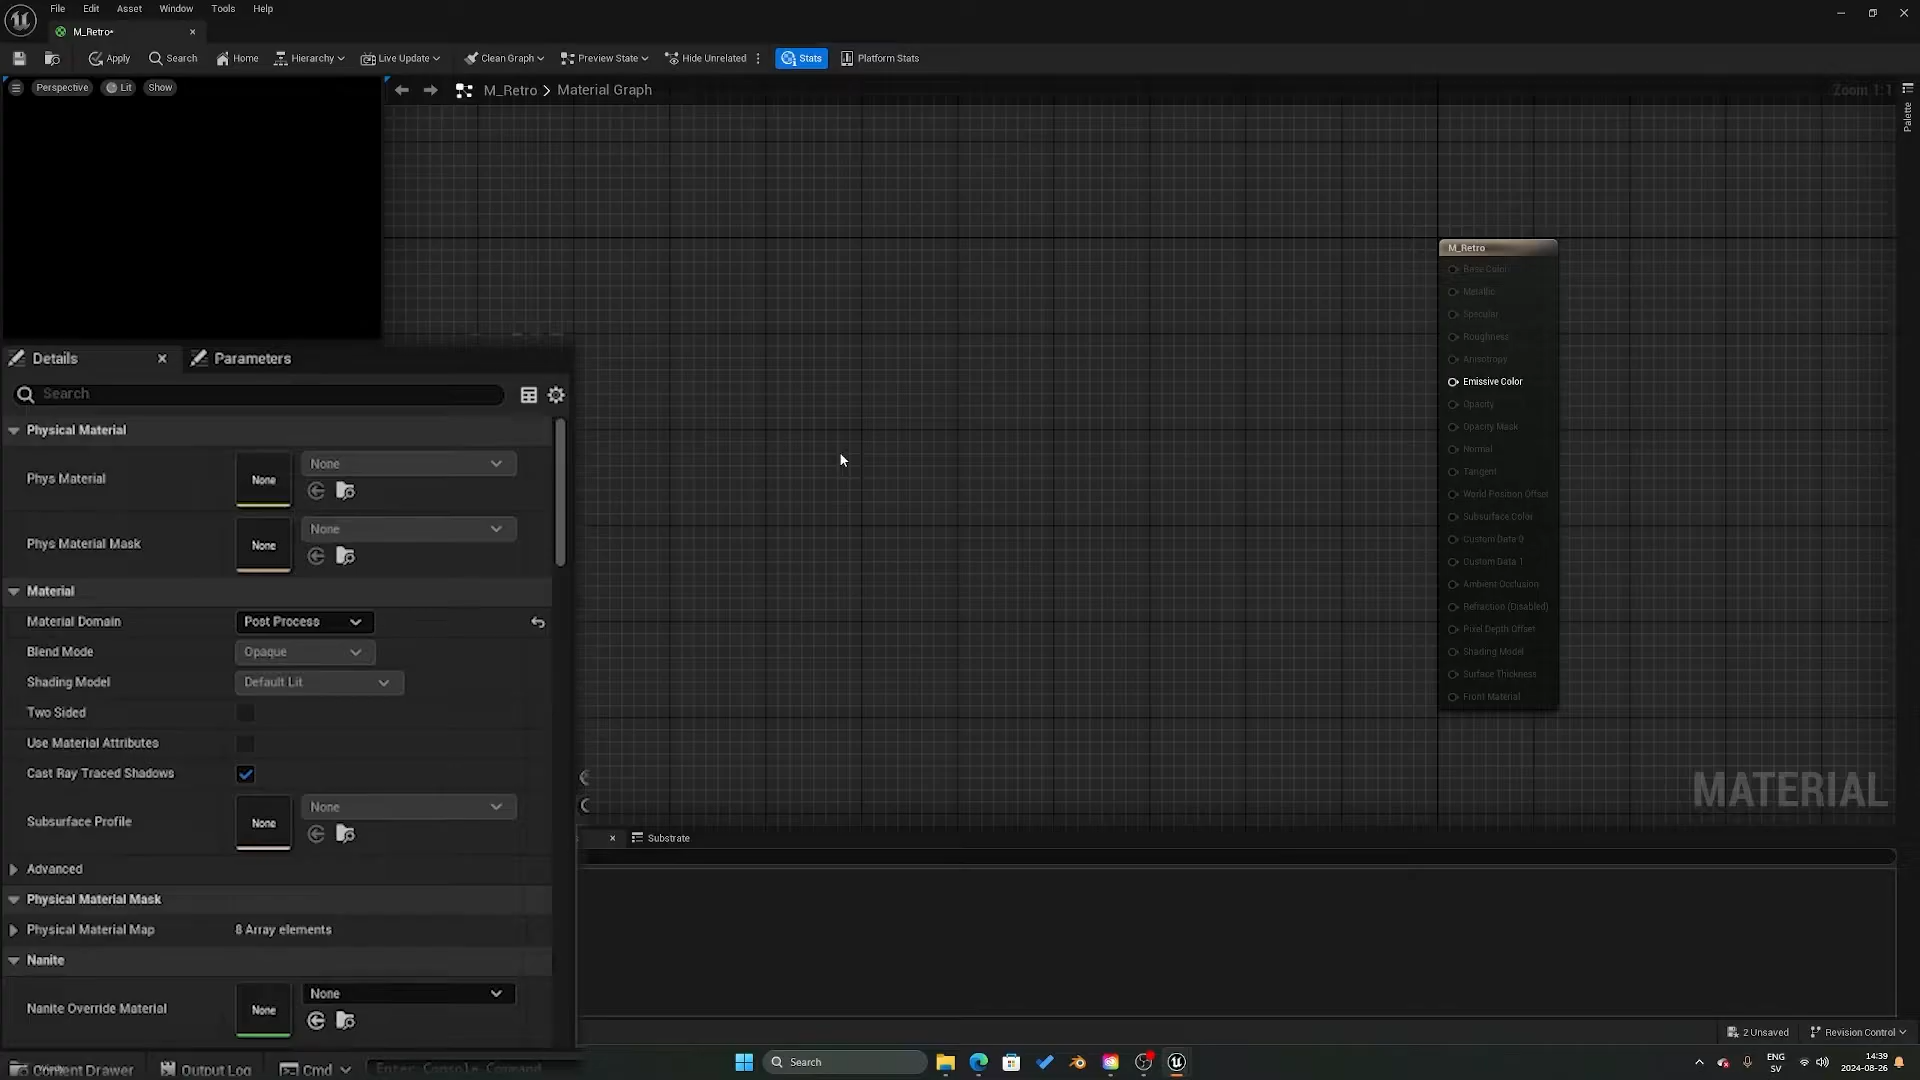 File Edit Asset Window Tools Help
M_Retro*
Apply Search Home Hierarchy Live Update Clean Graph Preview State Hide Unrelated Stats Platform Stats
Perspective Lit Show
M_Retro > Material Graph
Zoom 1:1
Palette
M_Retro
Base Color
Metallic
Specular
Roughness
Anisotropy
Emissive Color
Opacity
Opacity Mask
Normal
Tangent
World Position Offset
Subsurface Color
Custom Data 0
Custom Data 1
Ambient Occlusion
Refraction (Disabled)
Pixel Depth Offset
Shading Model
Surface Thickness
Front Material
MATERIAL
Details Parameters
Search
Physical Material
Phys Material None None
Phys Material Mask None None
Material
Material Domain Post Process
Blend Mode Opaque
Shading Model Default Lit
Two Sided
Use Material Attributes
Cast Ray Traced Shadows
Subsurface Profile None None
Advanced
Physical Material Mask
Physical Material Map 8 Array elements
Nanite
Nanite Override Material None None
Substrate
2 Unsaved Revision Control
Content Drawer Output Log Cmd Enter Console Command
Search
ENG
SV
14:39
2024-08-26